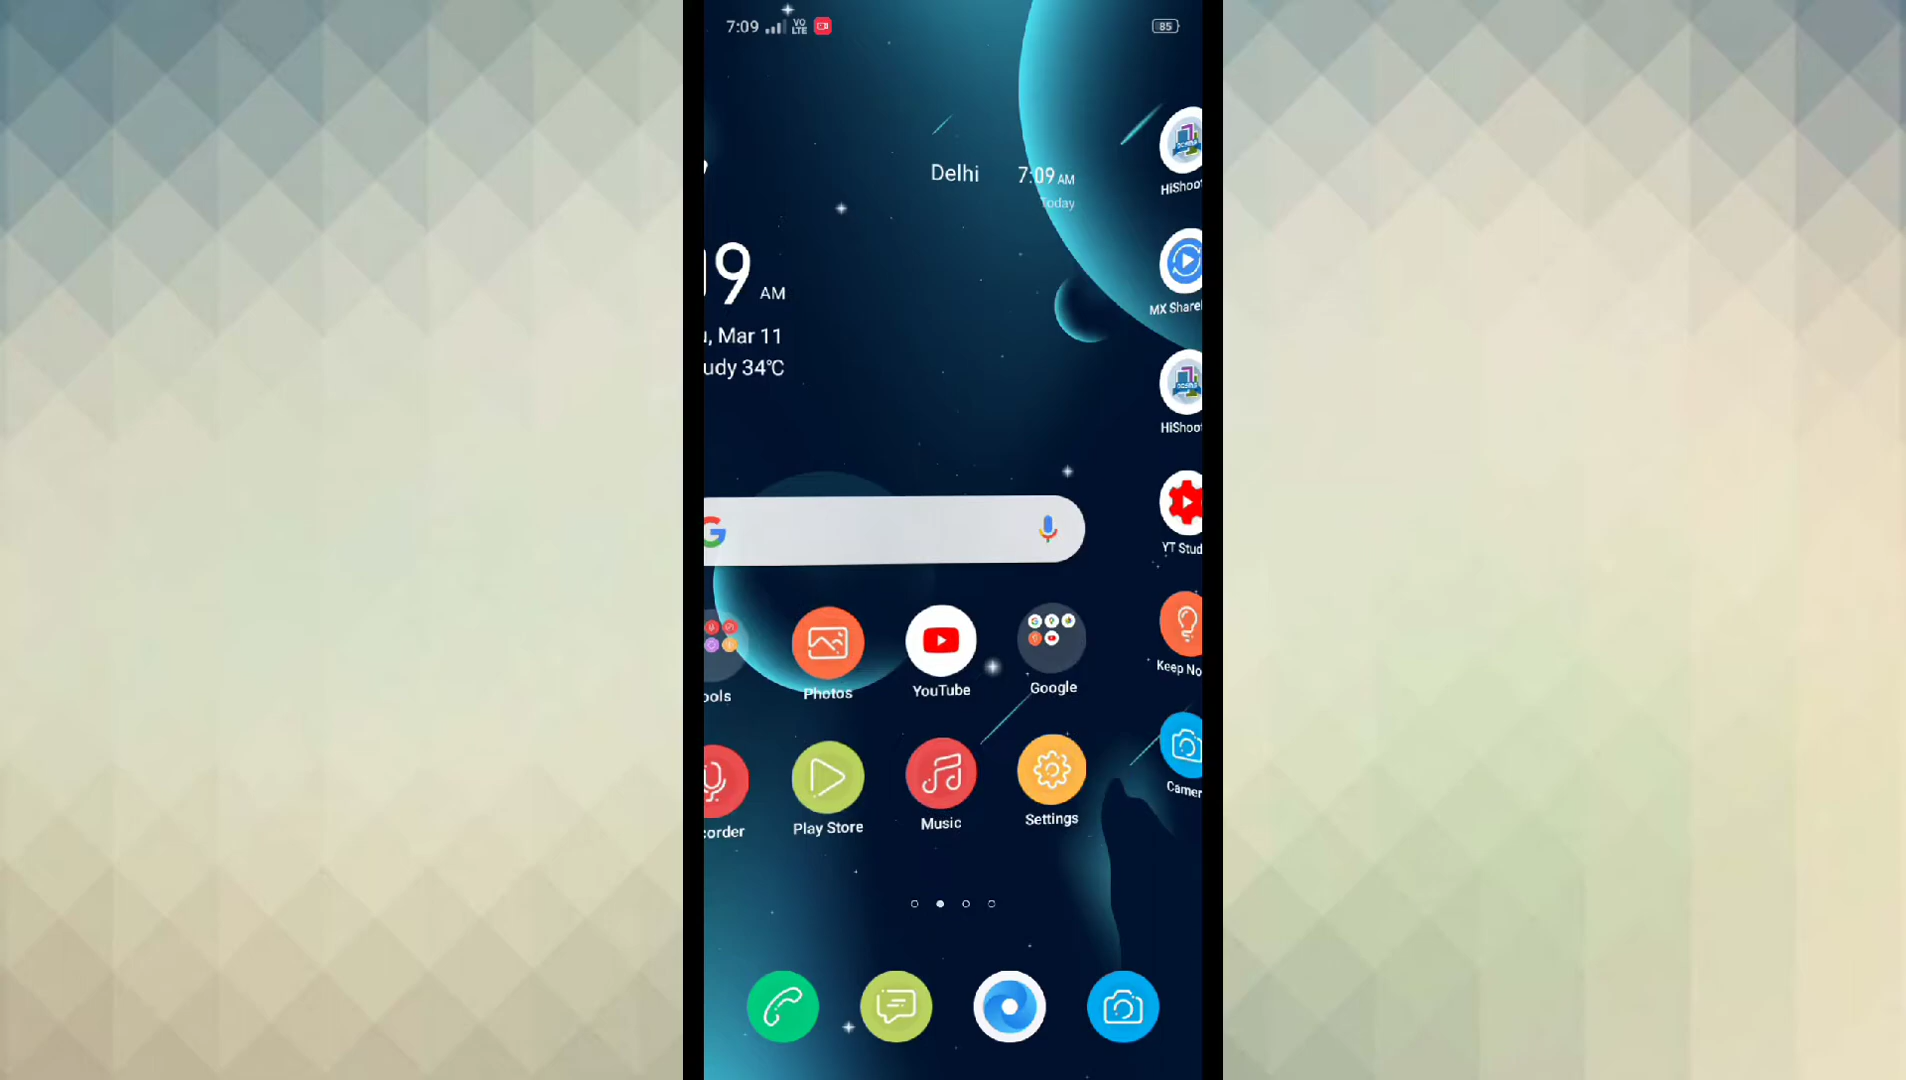 7:09 VO LTE 85
Delhi 7:09 AM
Today
09 AM
u, Mar 11
udy 34°C
HiShoot
MX Share
HiShoot
YT Stud
Keep No
Camer
G
ools Photos YouTube Google
corder Play Store Music Settings